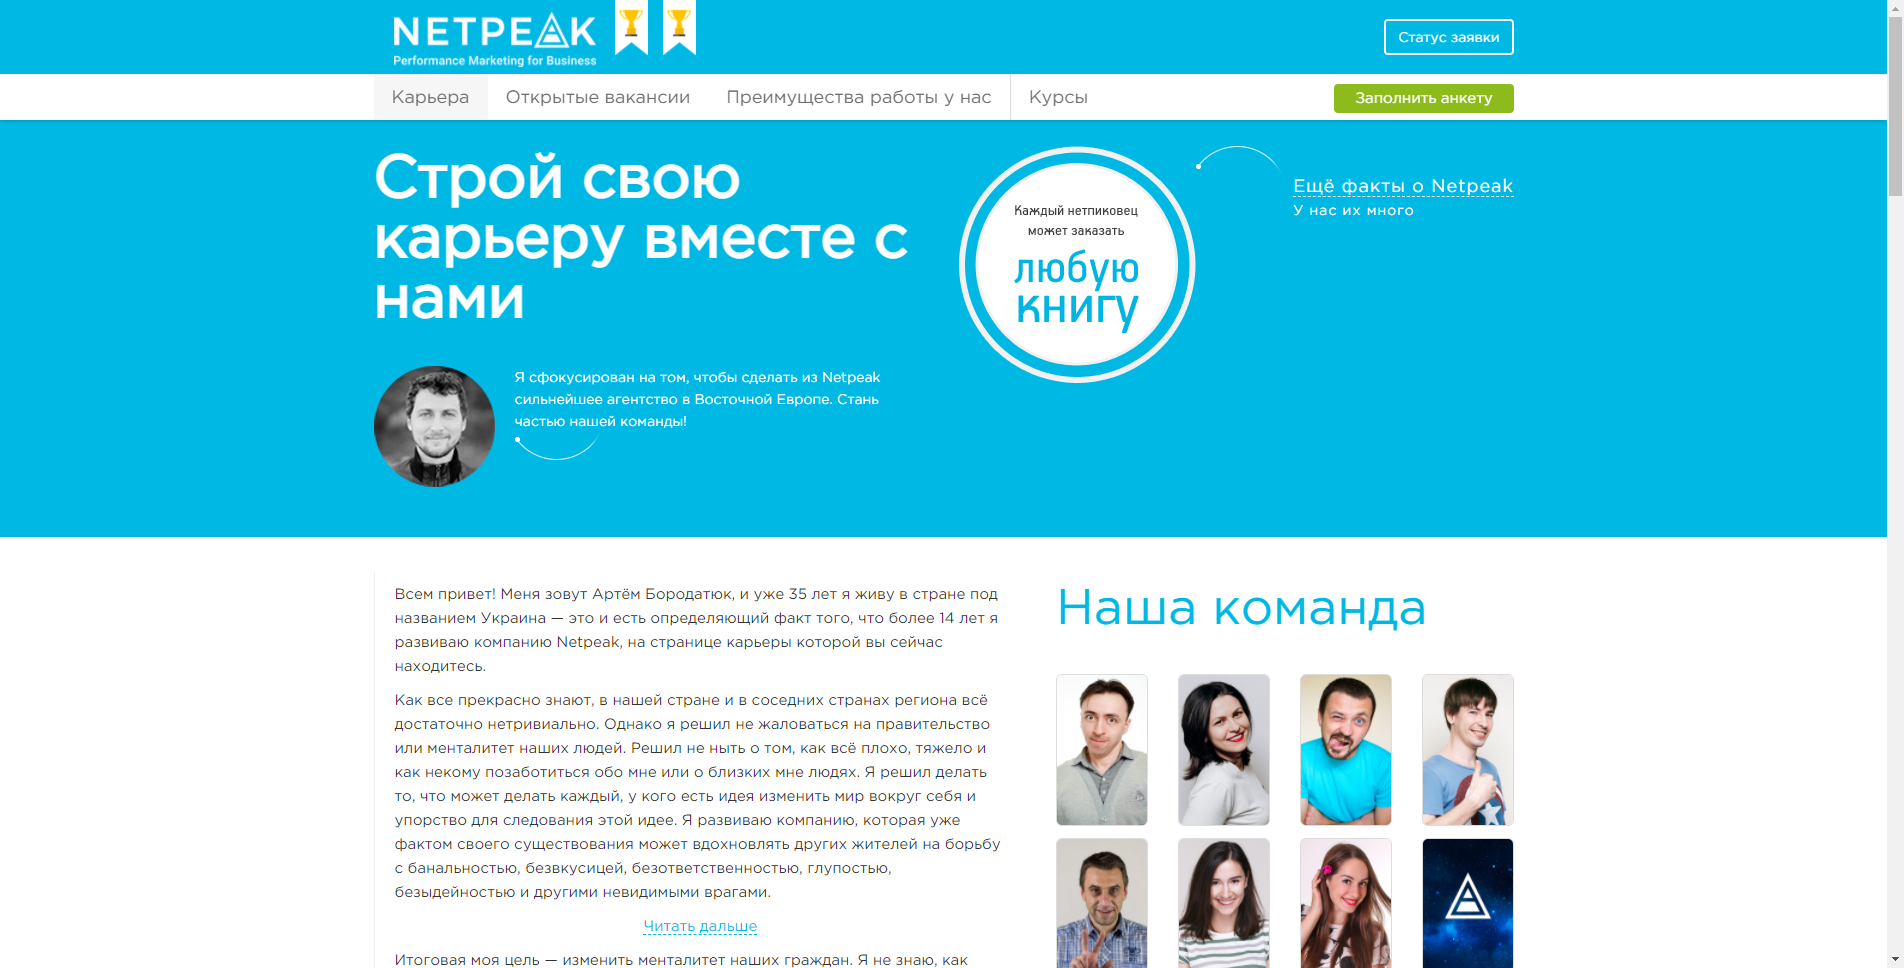 NETPEAK
Performance Marketing for Business
Статус заявки
Карьера
Открытые вакансии
Преимущества работы у нас
Курсы
Заполнить анкету
Строй свою
карьеру вместе с
нами
Каждый нетпиковец
может заказать
любую
книгу
Ещё факты о Netpeak
У нас их много
Я сфокусирован на том, чтобы сделать из Netpeak
сильнейшее агентство в Восточной Европе. Стань
частью нашей команды!
Всем привет! Меня зовут Артём Бородатюк, и уже 35 лет я живу в стране под
названием Украина — это и есть определяющий факт того, что более 14 лет я
развиваю компанию Netpeak, на странице карьеры которой вы сейчас
находитесь.
Как все прекрасно знают, в нашей стране и в соседних странах региона всё
достаточно нетривиально. Однако я решил не жаловаться на правительство
или менталитет наших людей. Решил не ныть о том, как всё плохо, тяжело и
как некому позаботиться обо мне или о близких мне людях. Я решил делать
то, что может делать каждый, у кого есть идея изменить мир вокруг себя и
упорство для следования этой идее. Я развиваю компанию, которая уже
фактом своего существования может вдохновлять других жителей на борьбу
с банальностью, безвкусицей, безответственностью, глупостью,
безыдейностью и другими невидимыми врагами.
Читать дальше
Итоговая моя цель — изменить менталитет наших граждан. Я не знаю, как
Наша команда